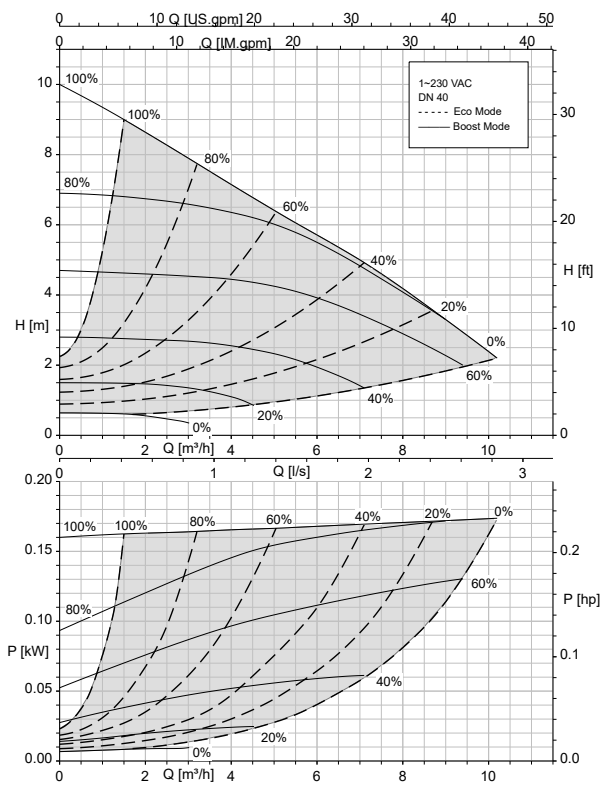 0 10 20 30 40 50
Q [US.gpm]
0 10 20 30 40
Q [IM.gpm]
100%
10
1~230 VAC
DN 40
Eco Mode
Boost Mode
100%
30
8
80%
80%
6
60%
20
40%
H [ft]
4
20%
H [m]
10
0%
2
60%
40%
20%
0%
0
0
0 2 4 6 8 10
Q [m³/h]
0 1 2 3
Q [l/s]
0.20
100% 100% 80% 60% 40% 20% 0%
0.15
0.2
60%
0.10
80%
P [hp]
P [kW]
0.1
0.05
40%
20%
0%
0.00
0.0
0 2 4 6 8 10
Q [m³/h]